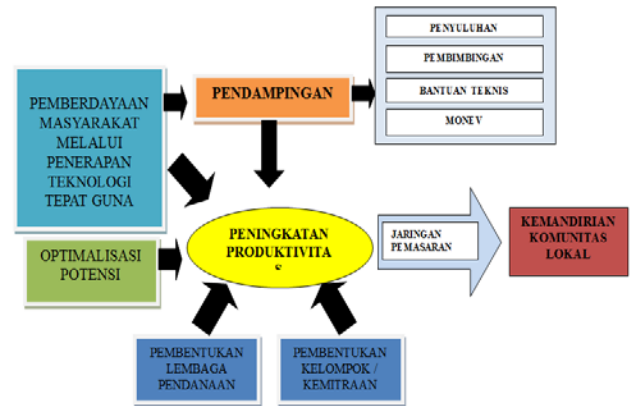 PENYULUHAN
PEMBIMBINGAN
BANTUAN TEKNIS
MONEV
PENDAMPINGAN
PEMBERDAYAAN
MASYARAKAT
MELALUI
PENERAPAN
TEKNOLOGI
TEPAT GUNA
OPTIMALISASI
POTENSI
PENINGKATAN
PRODUKTIVITA
S
JARINGAN
PEMASARAN
KEMANDIRIAN
KOMUNITAS
LOKAL
PEMBENTUKAN
LEMBAGA
PENDANAAN
PEMBENTUKAN
KELOMPOK /
KEMITRAAN